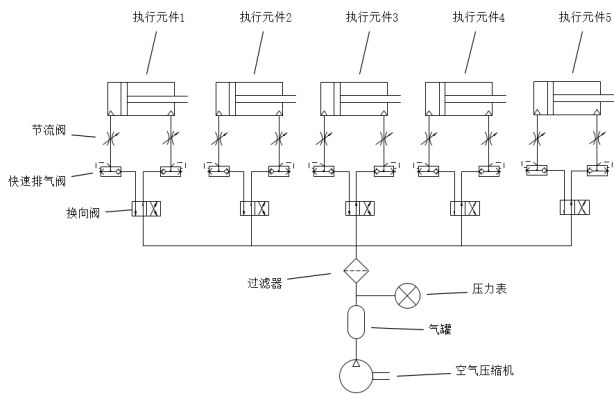 执行元件1
执行元件2
执行元件3
执行元件4
执行元件5
节流阀
快速排气阀
换向阀
过滤器
压力表
气罐
空气压缩机